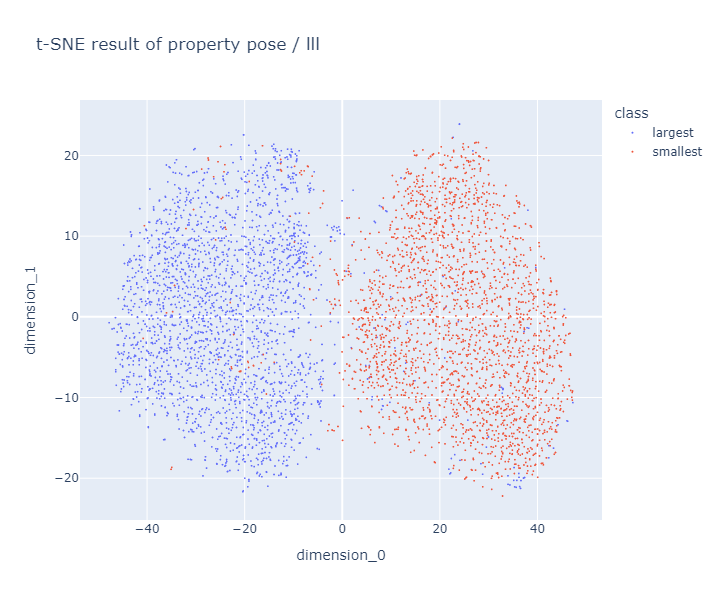 t-SNE result of property pose / lll
class
largest
smallest
20
10
0
−10
−20
−40
−20
0
20
40
dimension_0
dimension_1